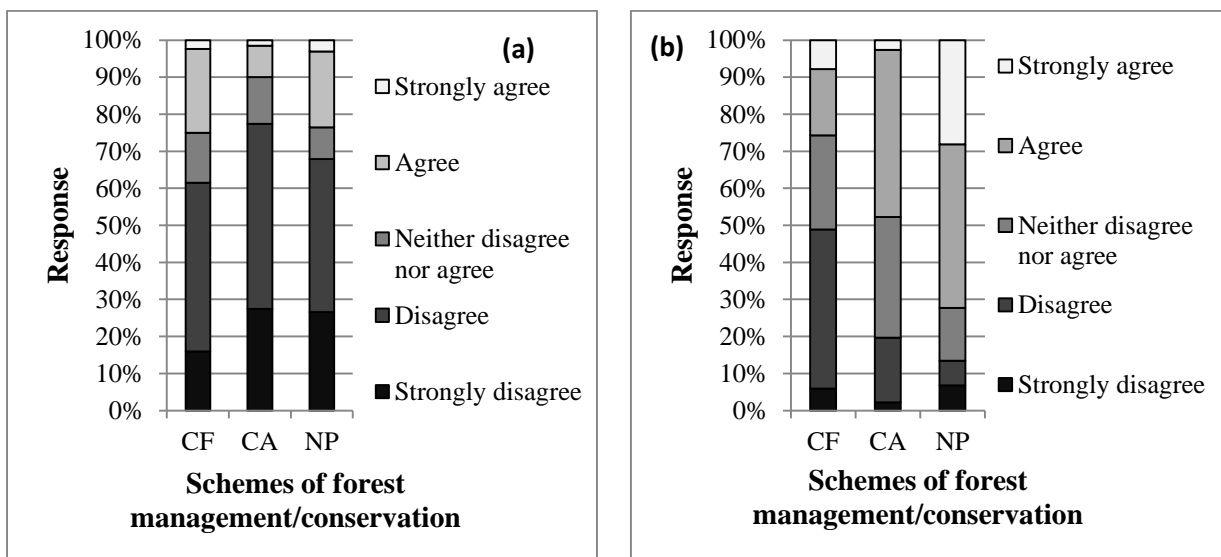 (a)
Response
100%
90%
80%
70%
60%
50%
40%
30%
20%
10%
0%
CF CA NP
Schemes of forest
management/conservation
Strongly agree
Agree
Neither disagree
nor agree
Disagree
Strongly disagree
(b)
Response
100%
90%
80%
70%
60%
50%
40%
30%
20%
10%
0%
CF CA NP
Schemes of forest
management/conservation
Strongly agree
Agree
Neither disagree
nor agree
Disagree
Strongly disagree